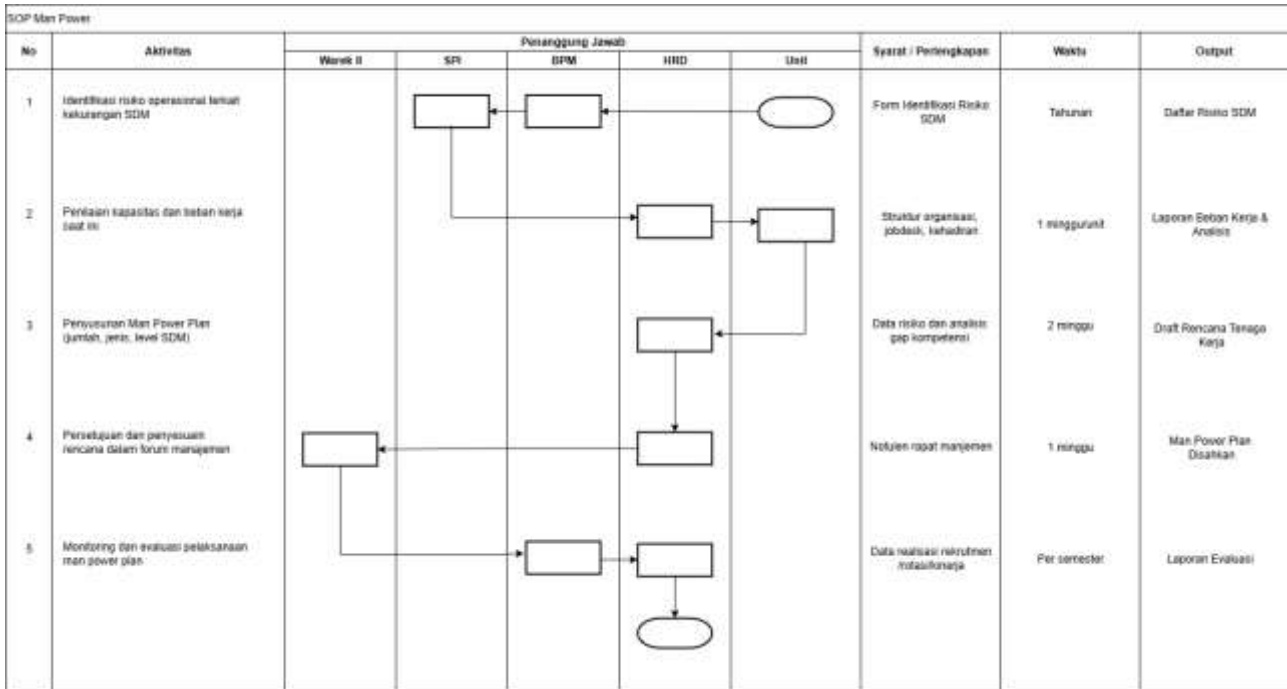 SOP Man Power
No
Aktivitas
Penanggung Jawab
Syarat / Perlengkapan
Waktu
Output
Warek II
SPI
BPM
HRD
Unit
1
Identifikasi risiko operasional terkait
kekurangan SDM
Form Identifikasi Risiko
SDM
Tahunan
Daftar Risiko SDM
2
Penilaian kapasitas dan beban kerja
saat ini
Struktur organisasi,
jobdesk, kehadiran
1 minggu/unit
Laporan Beban Kerja &
Analisis
3
Penyusunan Man Power Plan
(jumlah, jenis, level SDM)
Data risiko dan analisis
gap kompetensi
2 minggu
Draft Rencana Tenaga
Kerja
4
Persetujuan dan penyesuain
rencana dalam forum manajemen
Notulen rapat manjemen
1 minggu
Man Power Plan
Disahkan
5
Monitoring dan evaluasi pelaksanaan
man power plan
Data realisasi rekrutmen
/rotasi/kinerja
Per semester
Laporan Evaluasi